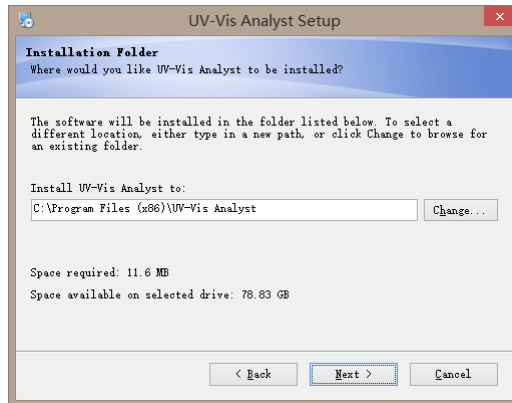 UV-Vis Analyst Setup
Installation Folder
Where would you like UV-Vis Analyst to be installed?
The software will be installed in the folder listed below. To select a
different location, either type in a new path, or click Change to browse for
an existing folder.
Install UV-Vis Analyst to:
C:\Program Files (x86)\UV-Vis Analyst
Change...
Space required: 11.6 MB
Space available on selected drive: 78.83 GB
< Back
Next >
Cancel